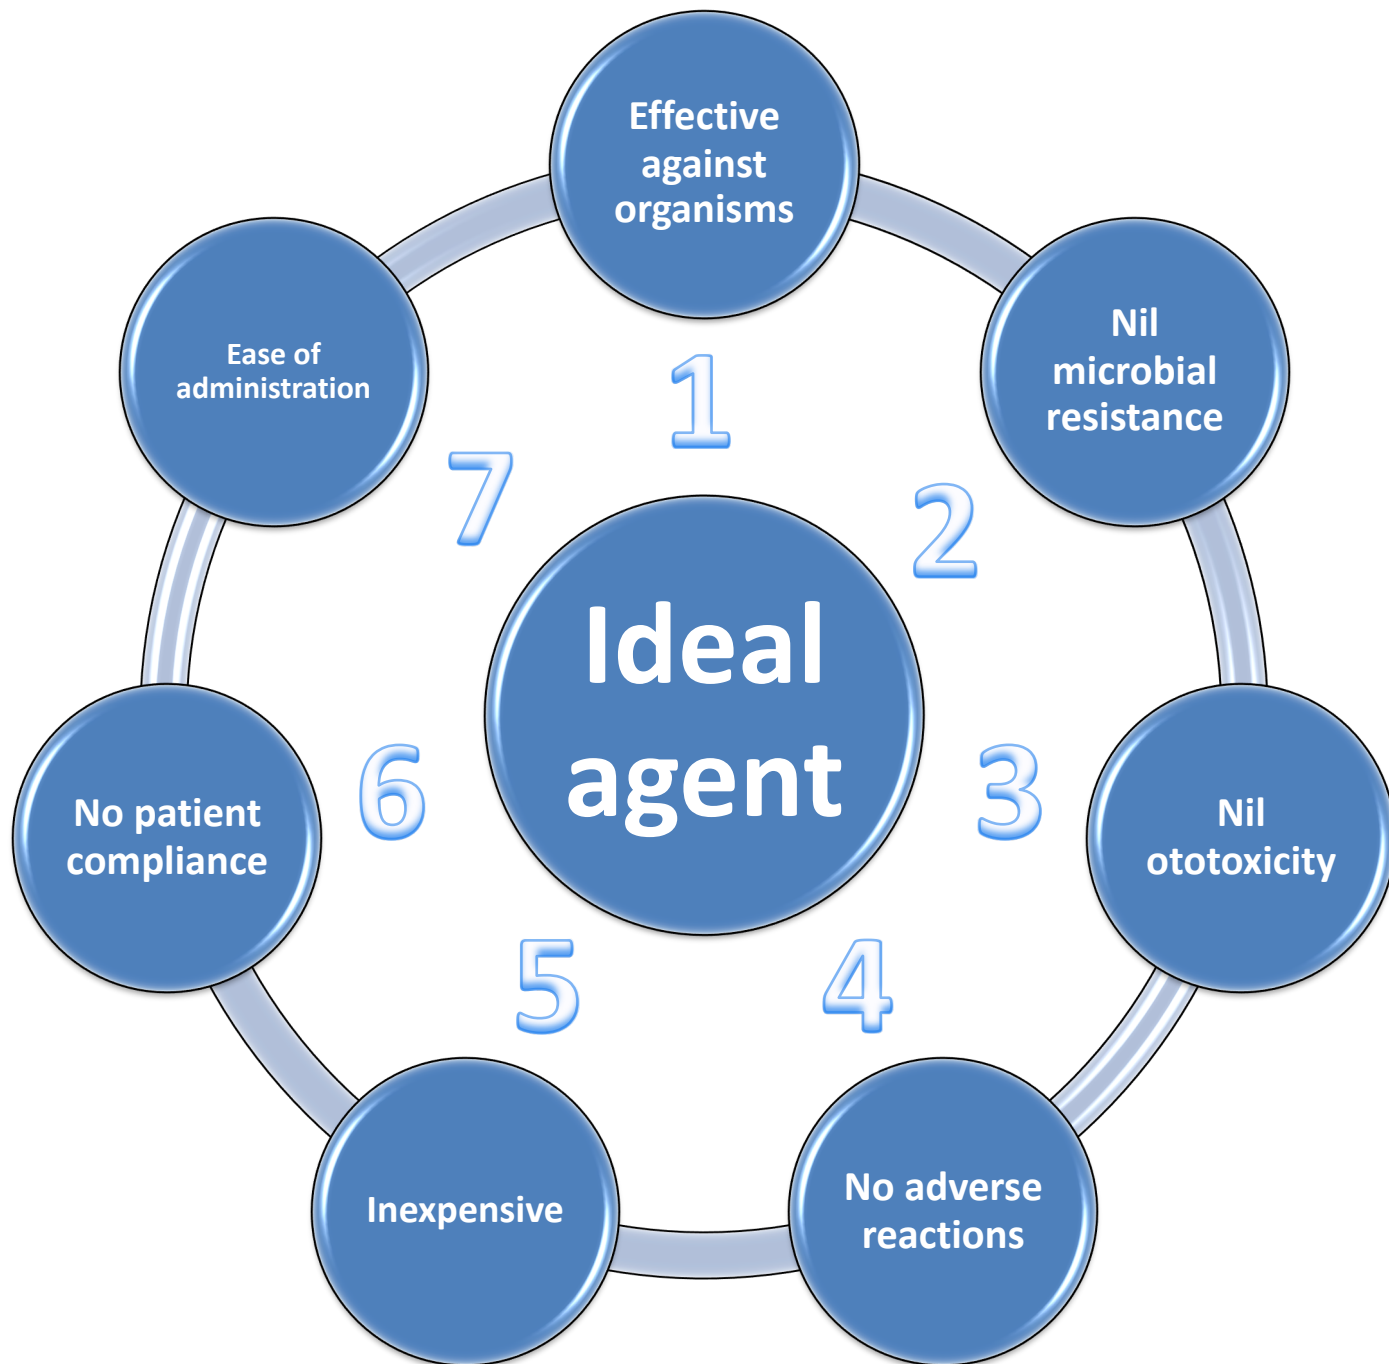 Effective
against
organisms
Nil
microbial
resistance
Nil
ototoxicity
No adverse
reactions
Inexpensive
No patient
compliance
Ease of
administration
1
2
3
4
5
6
7
Ideal
agent